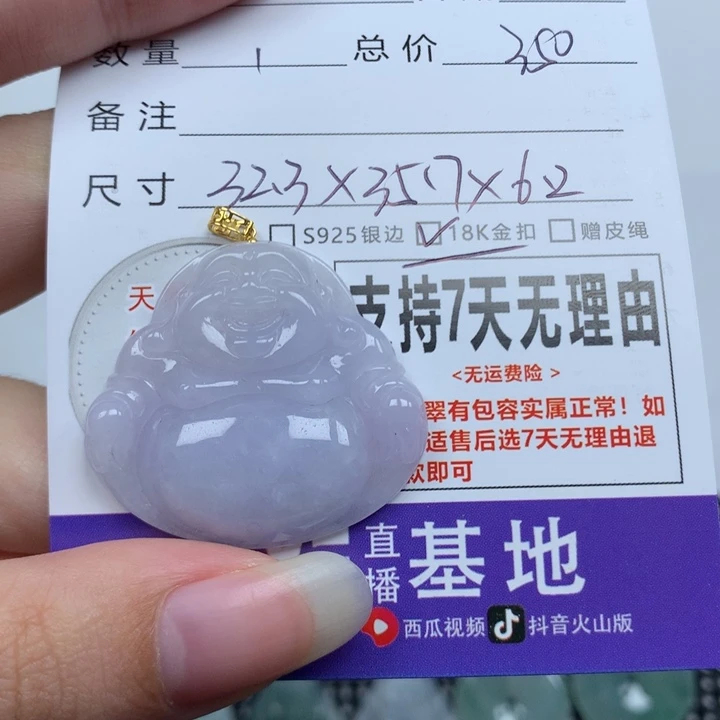 数量 1 总价 350
备注
尺寸 32.3×35.7×6.2
S925银边 ✓18K金扣 赠皮绳
天
支持7天无理由
<无运费险>
翠有包容实属正常！如
适售后选7天无理由退
款即可
直播基地
西瓜视频 抖音火山版